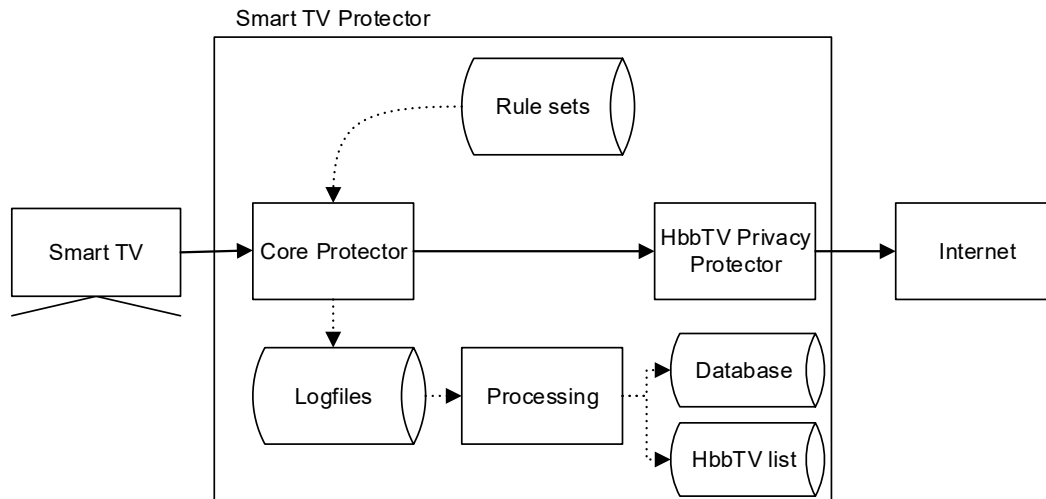 Smart TV Protector
Rule sets
Smart TV
Core Protector
HbbTV Privacy
Protector
Internet
Logfiles
Processing
Database
HbbTV list